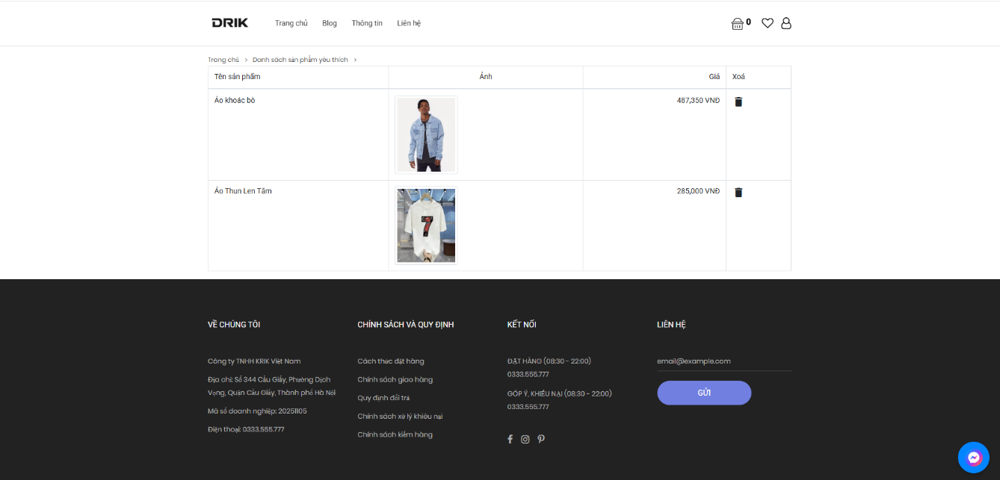 DRIK
Trang chủ
Blog
Thông tin
Liên hệ
0
Trang chủ > Danh sách sản phẩm yêu thích >
Tên sản phẩm
Ảnh
Giá
Xoá
Áo khoác bò
487,350 VNĐ
Áo Thun Len Tăm
7
285,000 VNĐ
VỀ CHÚNG TÔI
Công ty TNHH KRIK Việt Nam
Địa chỉ: Số 344 Cầu Giấy, Phường Dịch
Vọng, Quận Cầu Giấy, Thành phố Hà Nội
Mã số doanh nghiệp: 20251105
Điện thoại: 0333.555.777
CHÍNH SÁCH VÀ QUY ĐỊNH
Cách thức đặt hàng
Chính sách giao hàng
Quy định đổi trả
Chính sách xử lý khiêu nại
Chính sách kiểm hàng
KẾT NỐI
ĐẶT HÀNG (08:30 - 22:00)
0333.555.777
GÓP Ý, KHIẾU NẠI (08:30 - 22:00)
0333.555.777
LIÊN HỆ
email@example.com
GỬI